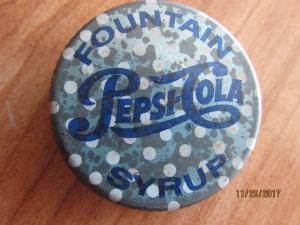 FOUNTAIN
PEPSI-COLA
SYRUP
11/25/2017